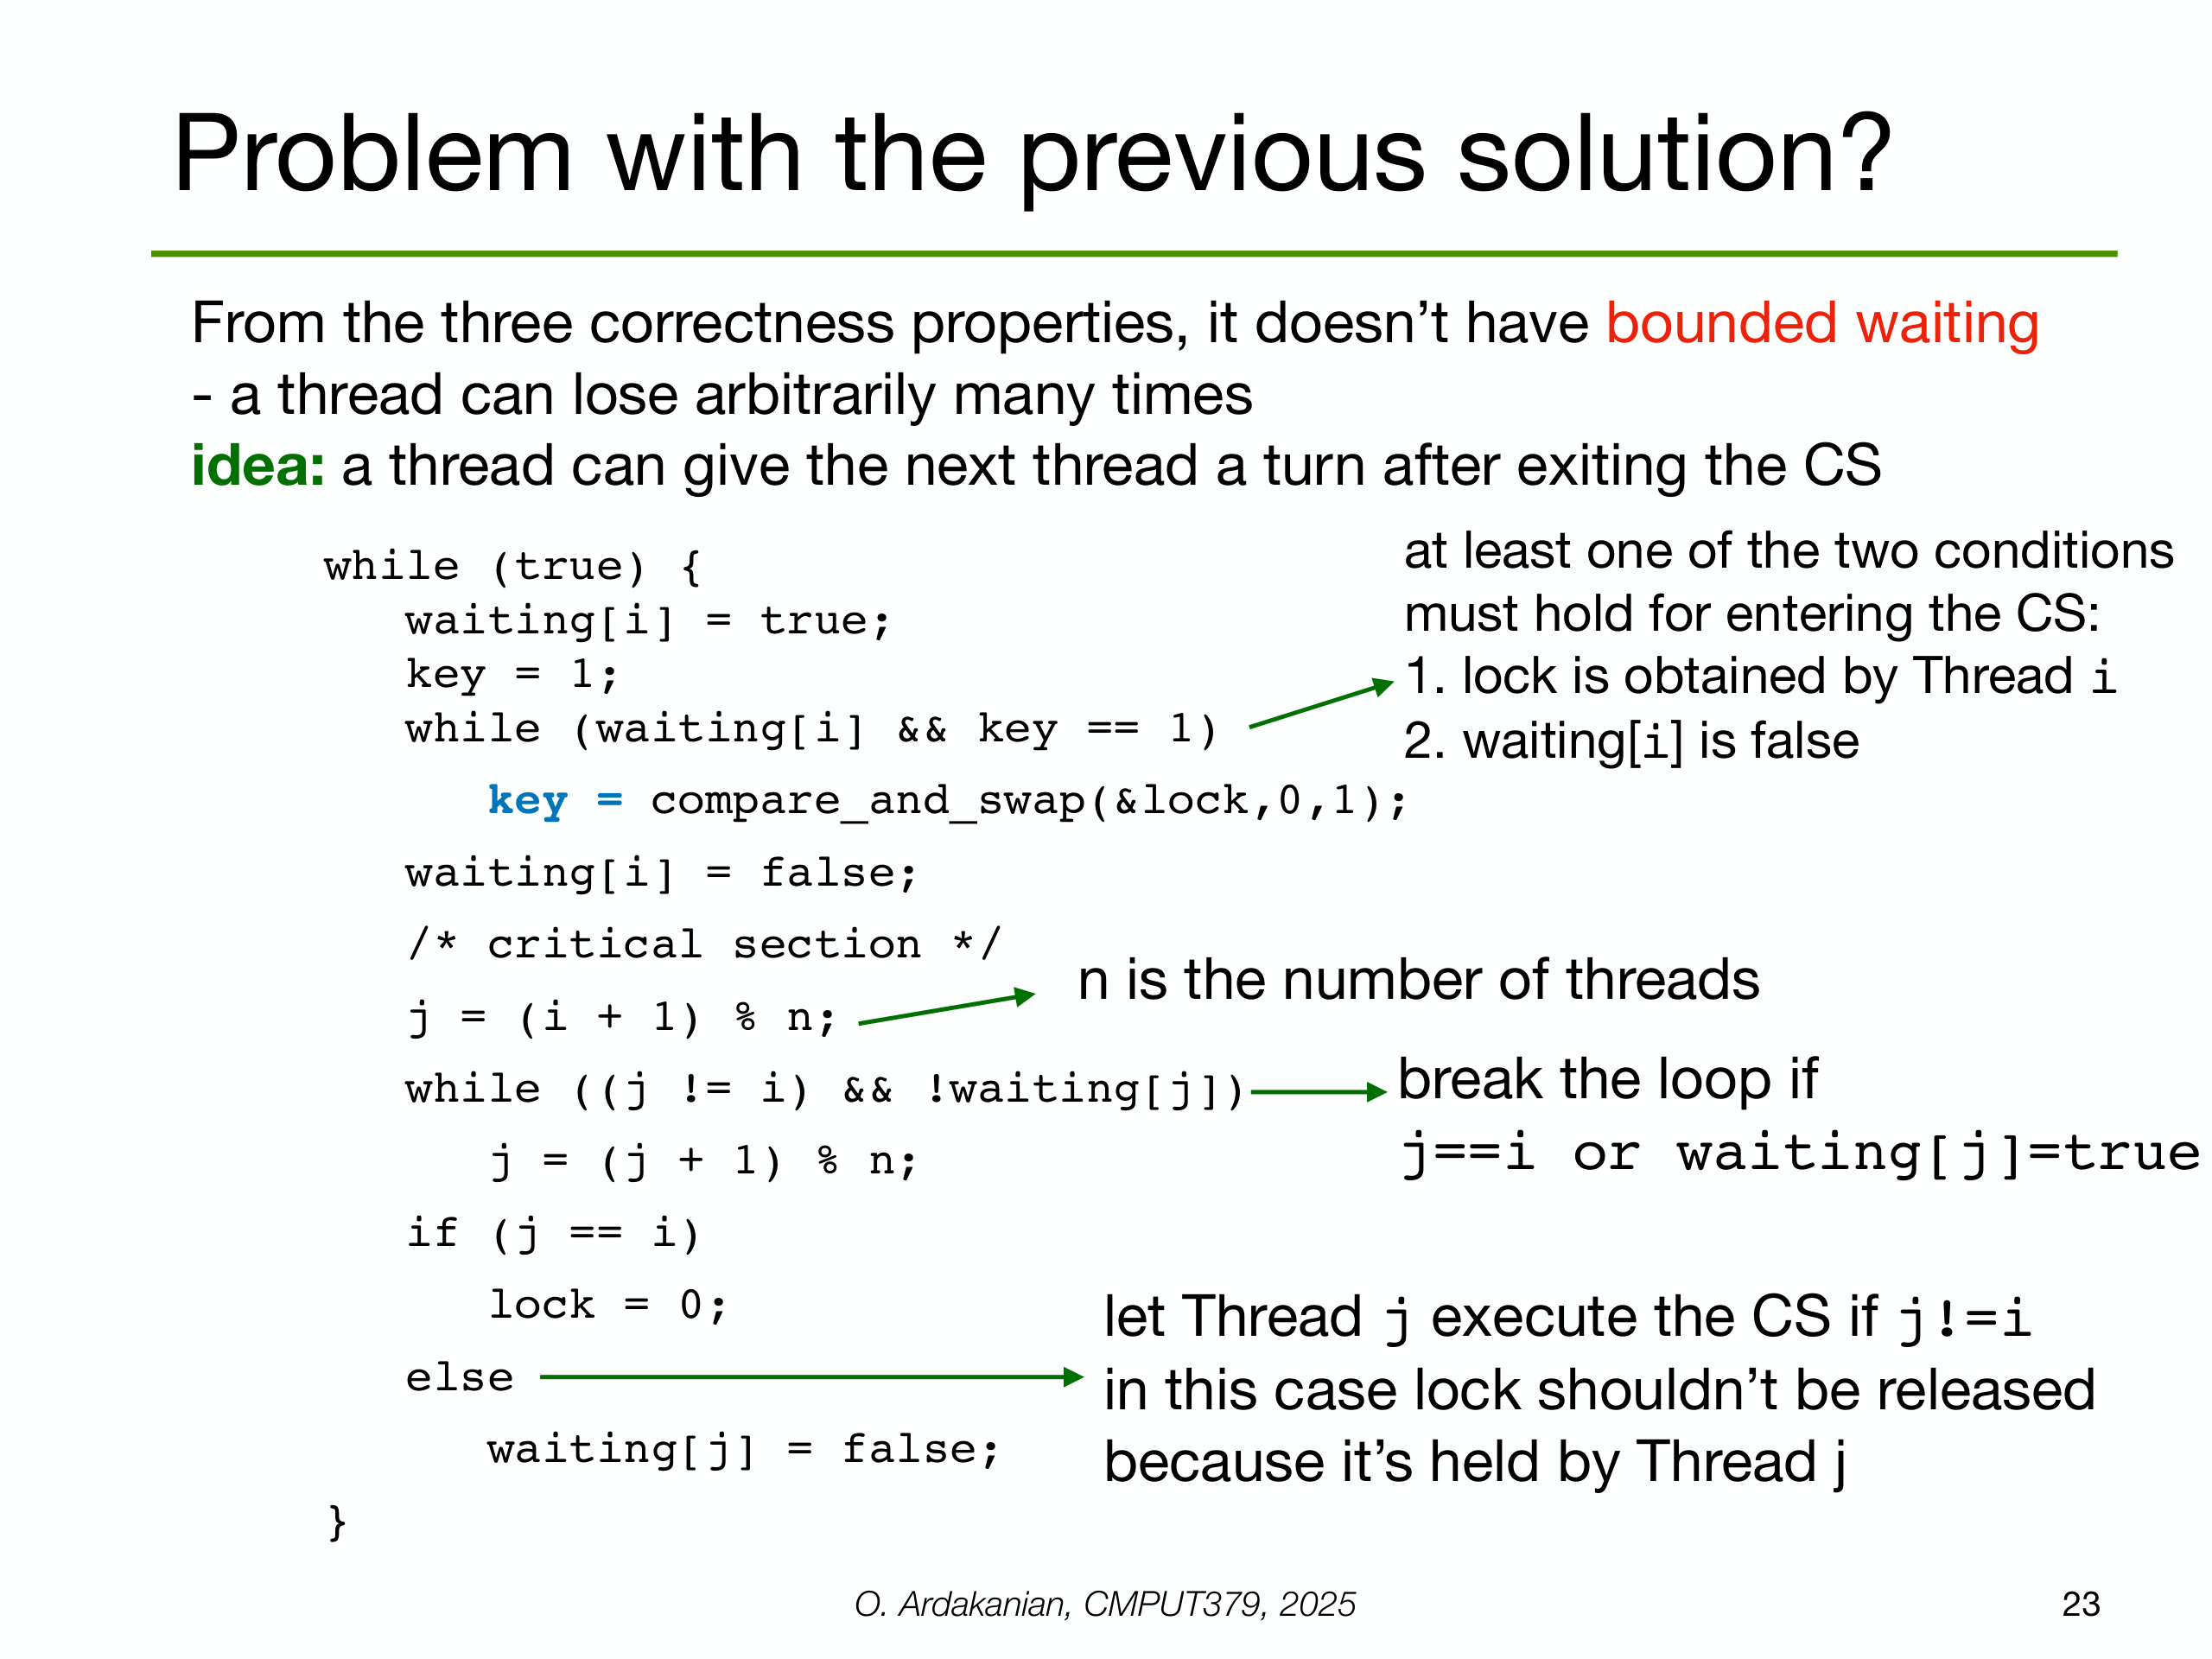 Problem with the previous solution?
From the three correctness properties, it doesn’t have bounded waiting
- a thread can lose arbitrarily many times
idea: a thread can give the next thread a turn after exiting the CS
while (true) {
waiting[i] = true;
key = 1;
while (waiting[i] && key == 1)
key = compare_and_swap(&lock,0,1);
waiting[i] = false;
/* critical section */
j = (i + 1) % n;
while ((j != i) && !waiting[j])
j = (j + 1) % n;
if (j == i)
lock = 0;
else
waiting[j] = false;
}
at least one of the two conditions
must hold for entering the CS:
1. lock is obtained by Thread i
2. waiting[i] is false
n is the number of threads
break the loop if
j==i or waiting[j]=true
let Thread j execute the CS if j!=i
in this case lock shouldn’t be released
because it’s held by Thread j
O. Ardakanian, CMPUT379, 2025
23